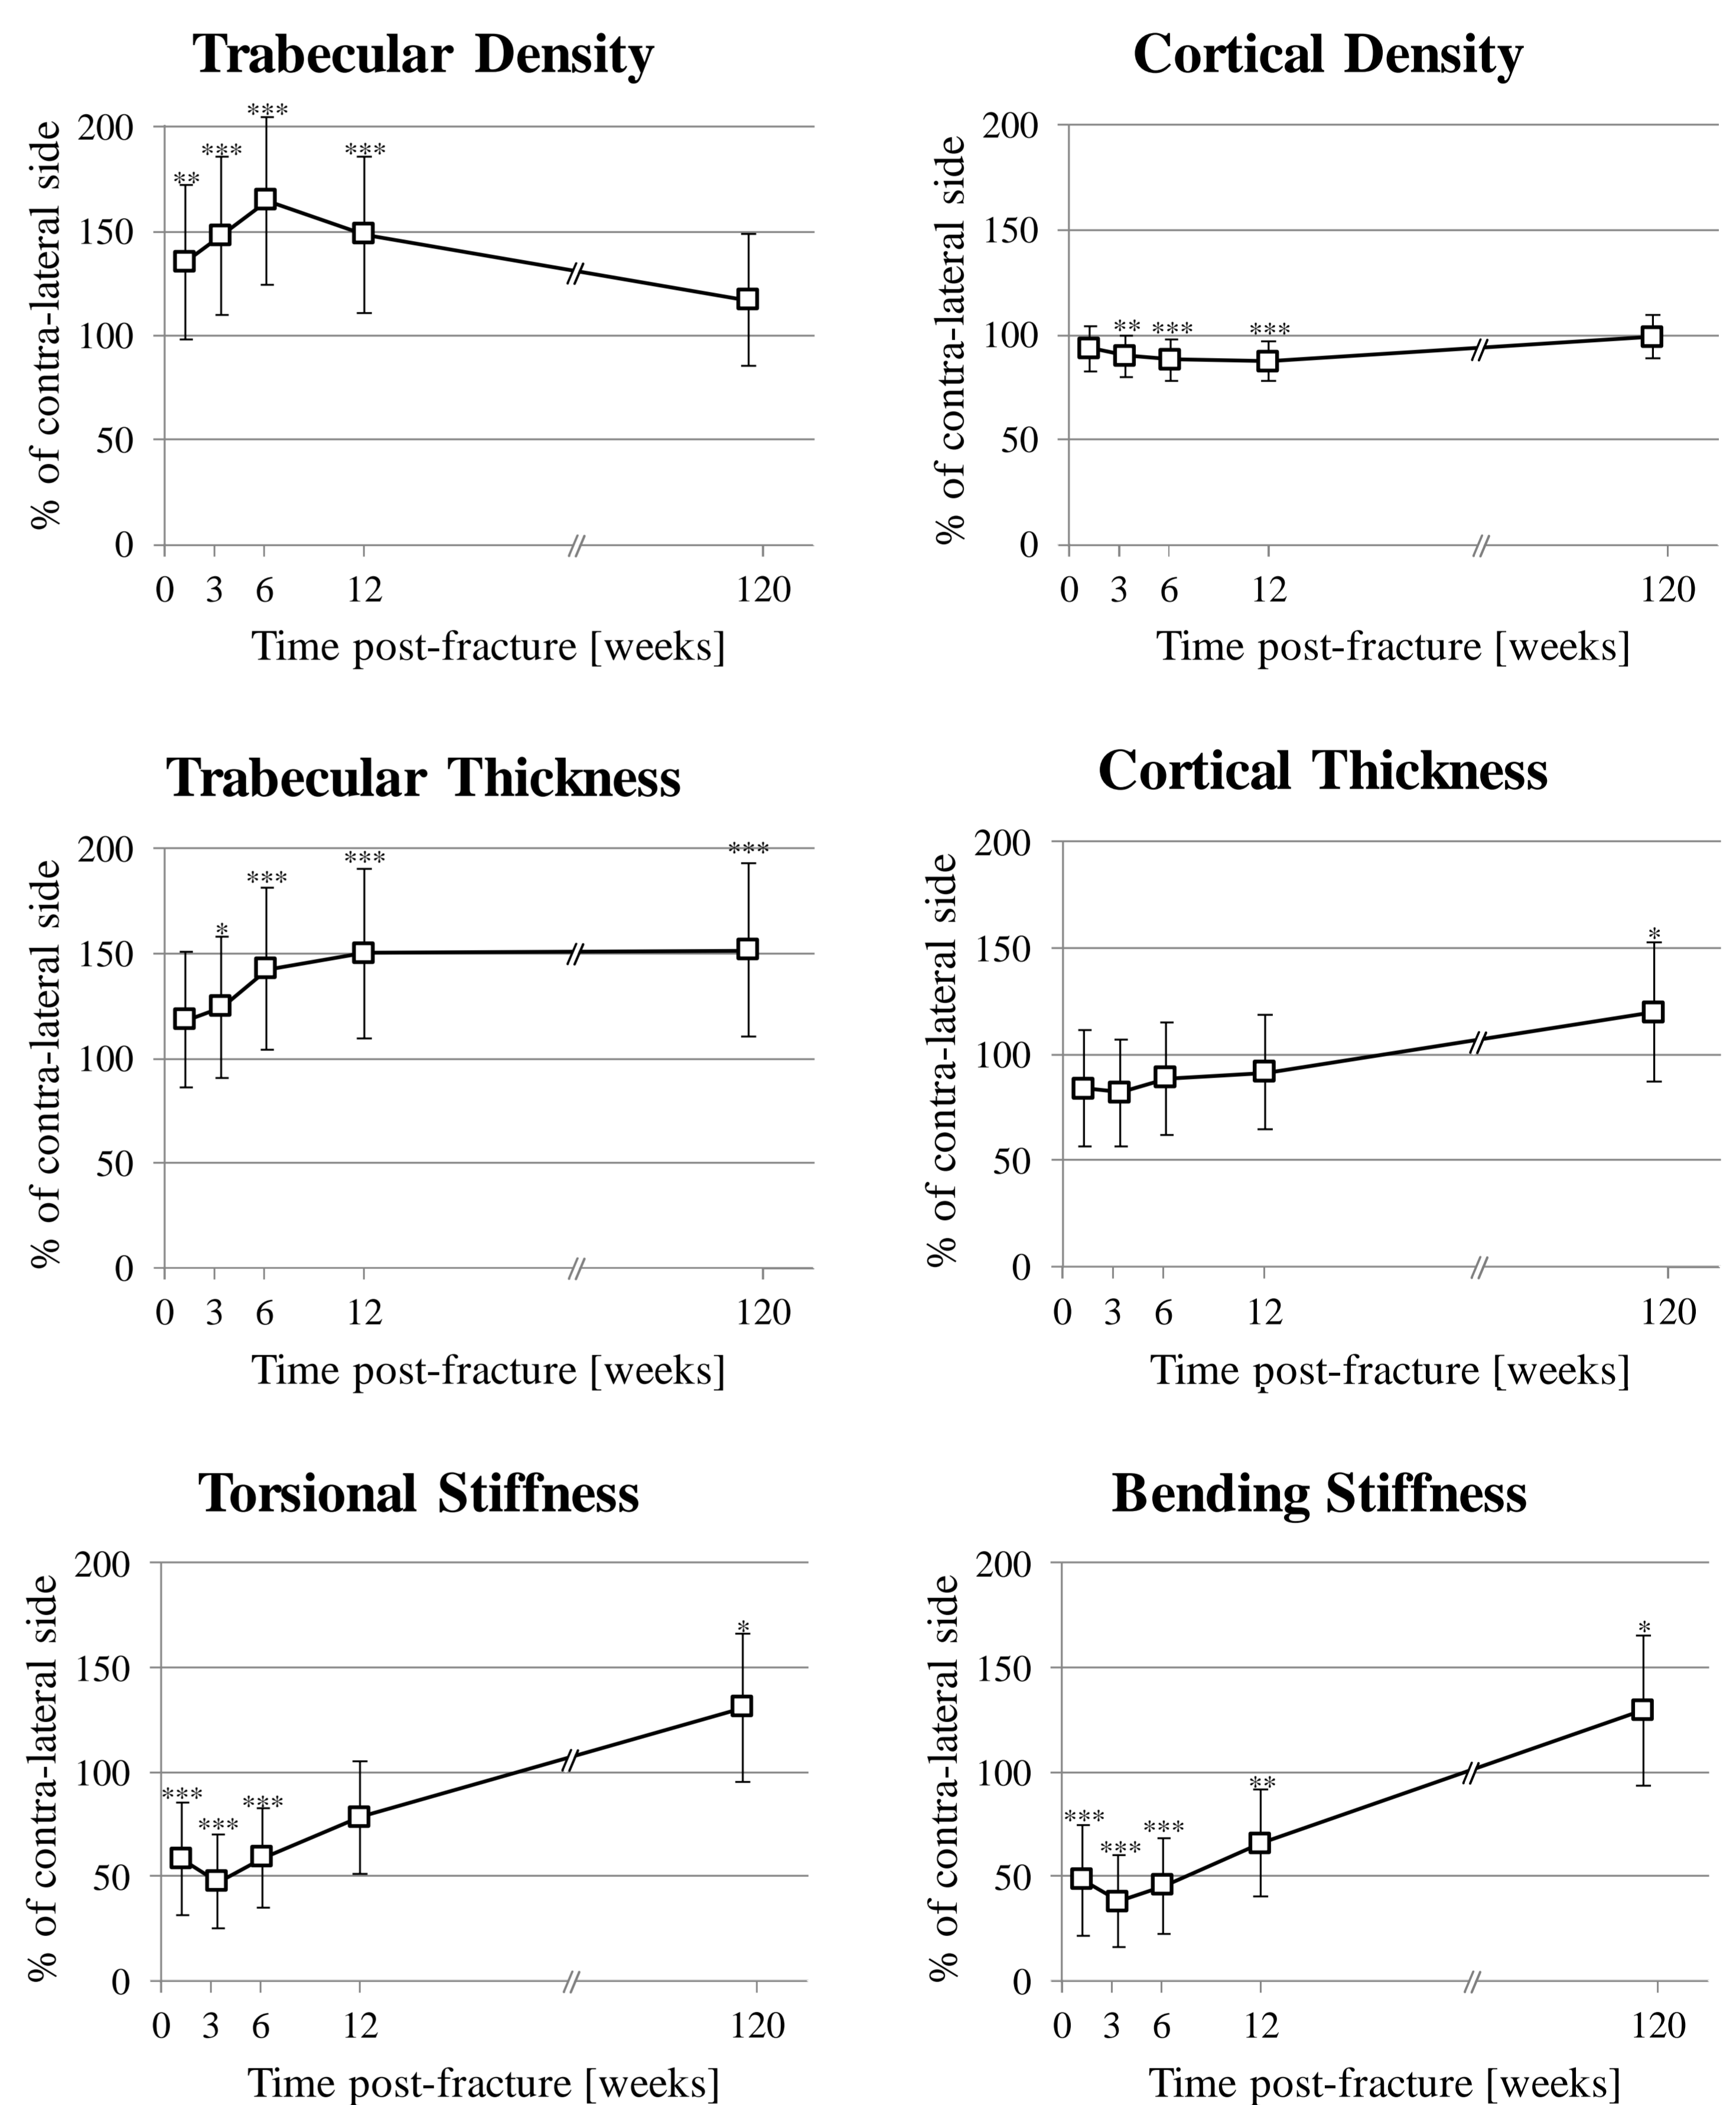 Trabecular Density
% of contra-lateral side
200
150
100
50
0
** *** *** ***
0 3 6 12 120
Time post-fracture [weeks]
Cortical Density
% of contra-lateral side
200
150
100
50
0
** *** ***
0 3 6 12 120
Time post-fracture [weeks]
Trabecular Thickness
% of contra-lateral side
200
150
100
50
0
* *** *** ***
0 3 6 12 120
Time post-fracture [weeks]
Cortical Thickness
% of contra-lateral side
200
150
100
50
0
*
0 3 6 12 120
Time post-fracture [weeks]
Torsional Stiffness
% of contra-lateral side
200
150
100
50
0
*** *** *** *
0 3 6 12 120
Time post-fracture [weeks]
Bending Stiffness
% of contra-lateral side
200
150
100
50
0
*** *** *** ** *
0 3 6 12 120
Time post-fracture [weeks]